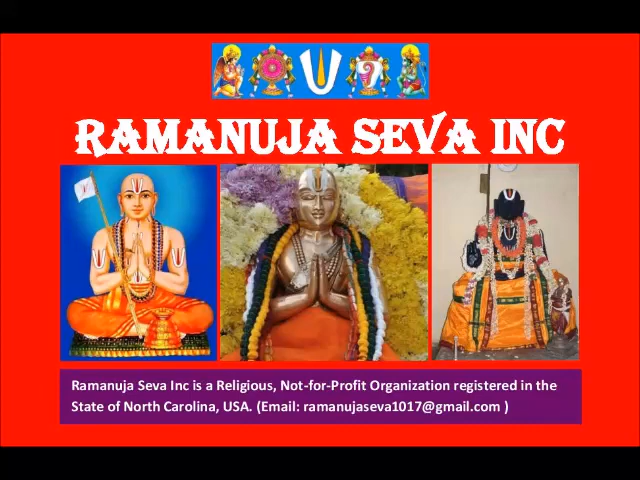 RAMANUJA SEVA INC
Ramanuja Seva Inc is a Religious, Not-for-Profit Organization registered in the
State of North Carolina, USA. (Email: ramanujaseva1017@gmail.com )